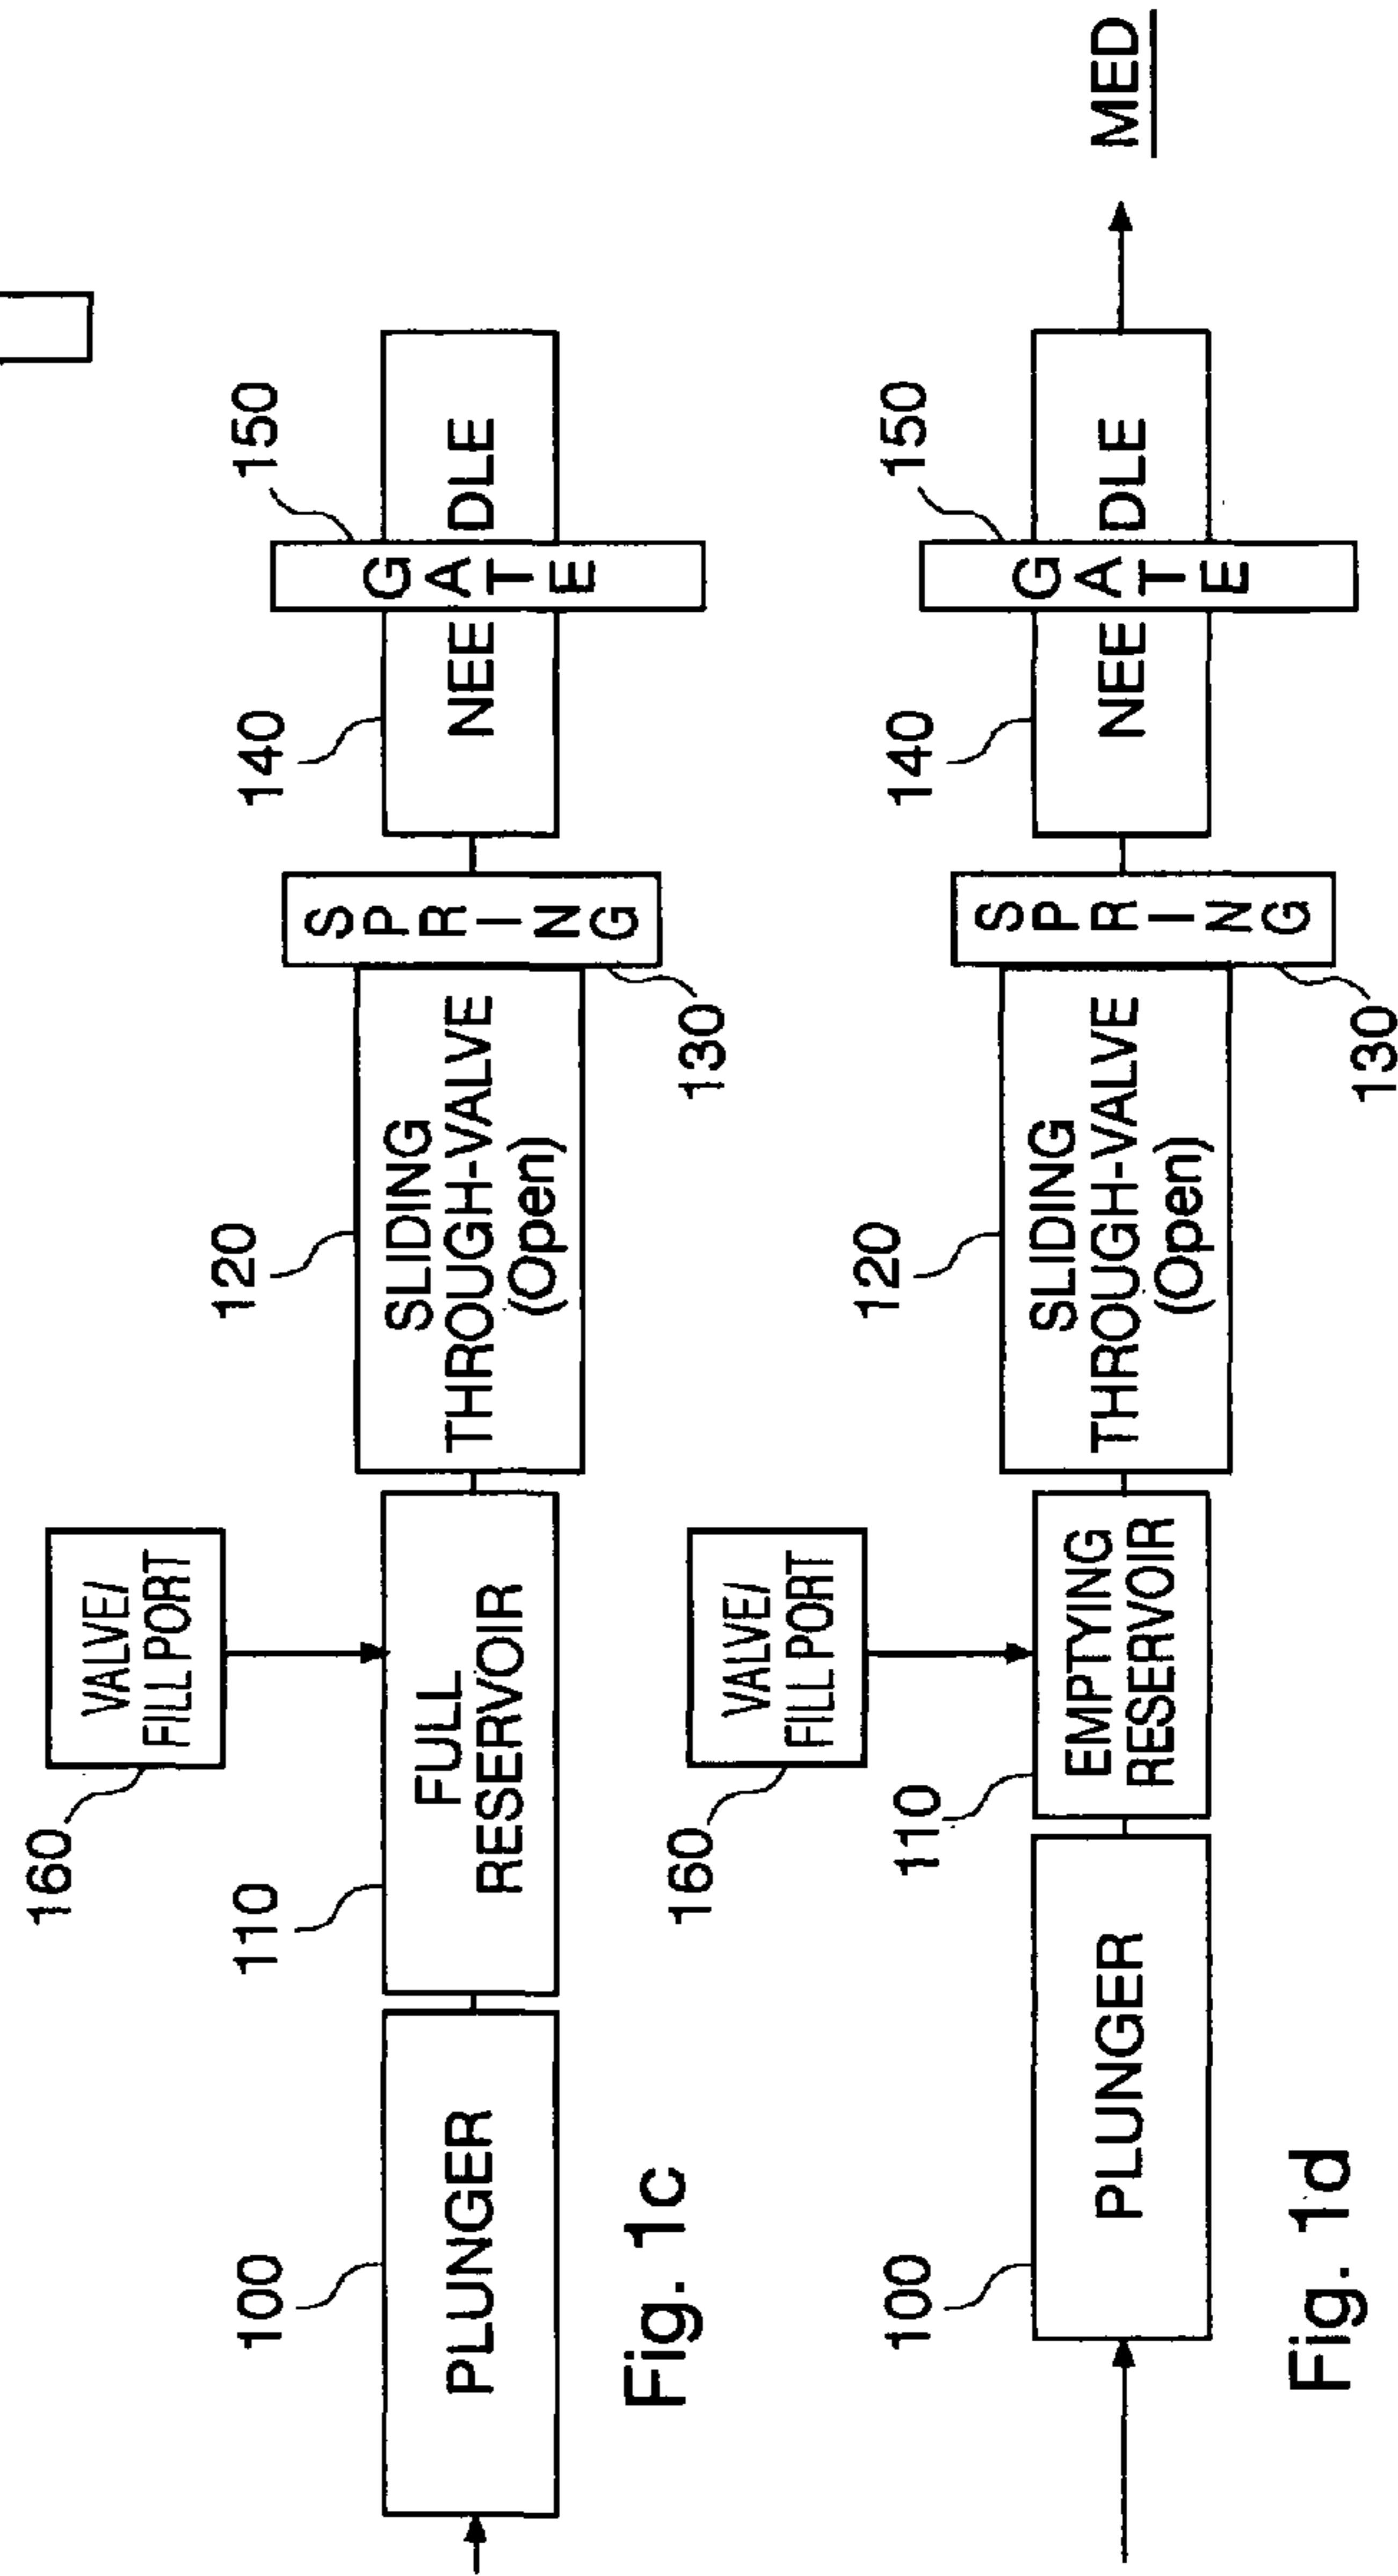 160
VALVE/
FILL PORT
100
110
120
140
150
PLUNGER
FULL
RESERVOIR
SLIDING
THROUGH-VALVE
(Open)
SPRING
NEE
GATE
DLE
130
Fig. 1c
160
VALVE/
FILL PORT
100
110
120
140
150
PLUNGER
EMPTYING
RESERVOIR
SLIDING
THROUGH-VALVE
(Open)
SPRING
NEE
GATE
DLE
MED
130
Fig. 1d